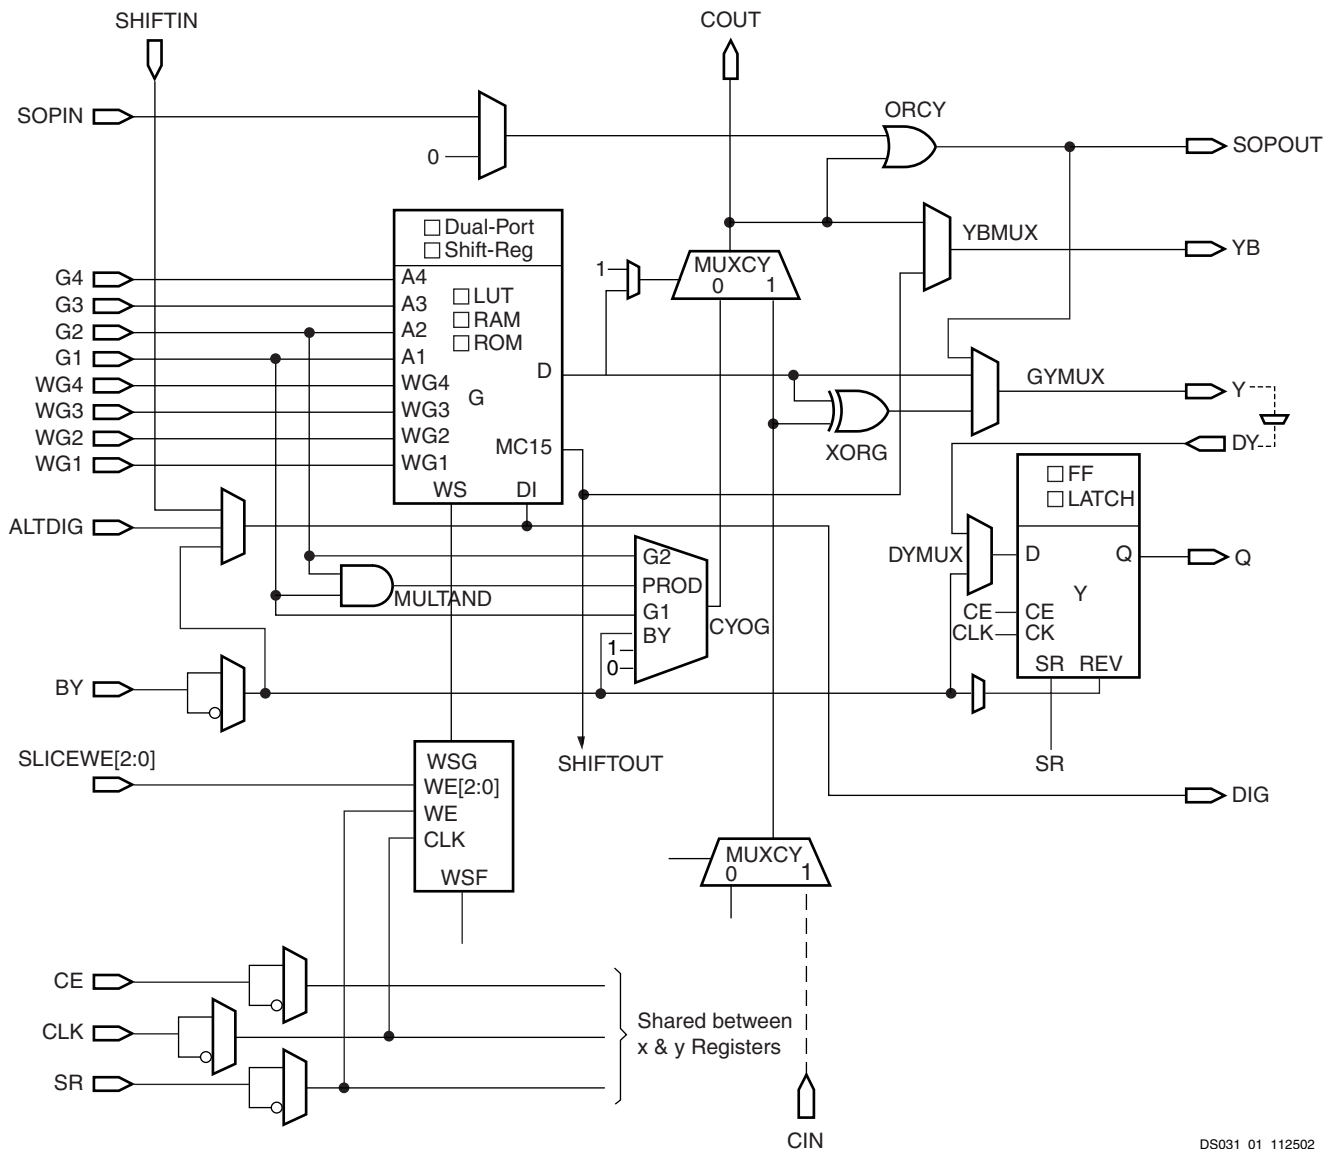 SHIFTIN
COUT
SOPIN
ORCY
SOPOUT
0
Dual-Port
Shift-Reg
YBMUX
YB
G4
G3
G2
G1
WG4
WG3
WG2
WG1
A4
A3
A2
A1
WG4
WG3
WG2
WG1
LUT
RAM
ROM
G
D
MC15
WS
DI
1
MUXCY
0
1
GYMUX
Y
DY
XORG
FF
LATCH
ALTDIG
DYMUX
D
Q
Q
Y
CE
CE
CLK
CK
SR
REV
SR
MULTAND
G2
PROD
G1
BY
1
0
CYOG
BY
SLICEWE[2:0]
WSG
WE[2:0]
WE
CLK
WSF
SHIFTOUT
DIG
MUXCY
0
1
CE
CLK
SR
Shared between
x & y Registers
CIN
DS031_01_112502